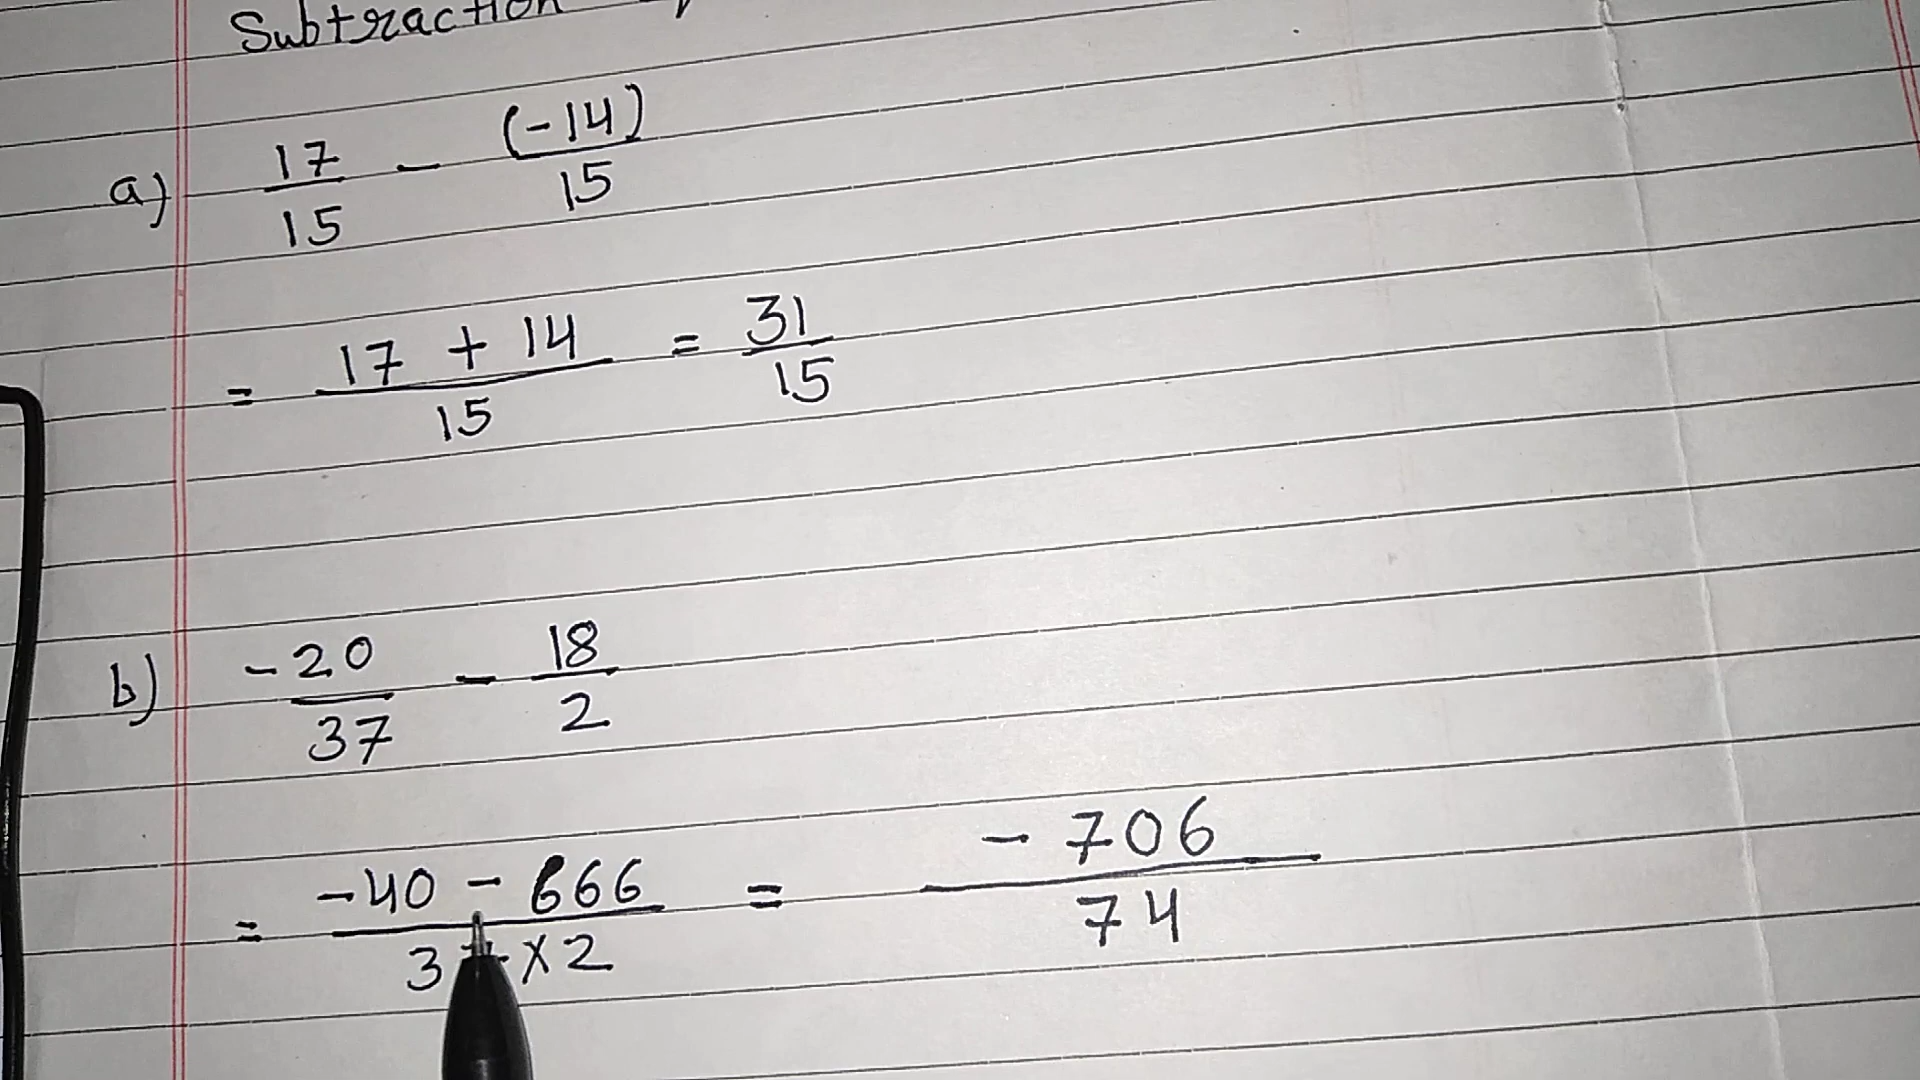 Subtraction
a) 17/15 - (-14)/15
= 17 + 14/15 = 31/15
b) -20/37 - 18/2
= -40 - 666/37×2 = -706/74